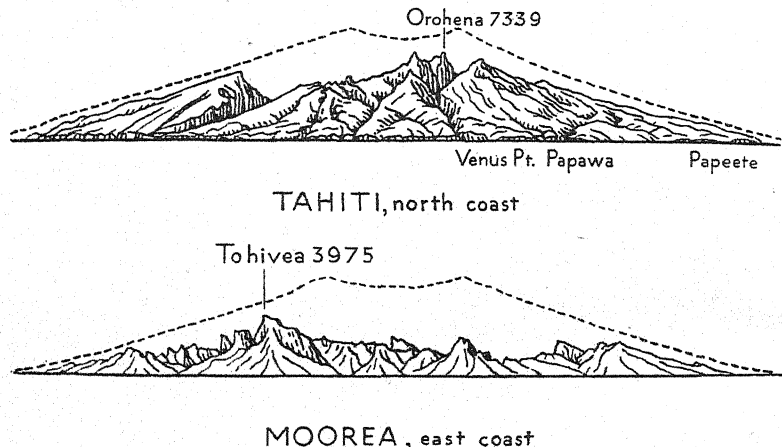 Orohena 7339
Venus Pt. Papawa Papeete
TAHITI, north coast
Tohivea 3975
MOOREA, east coast